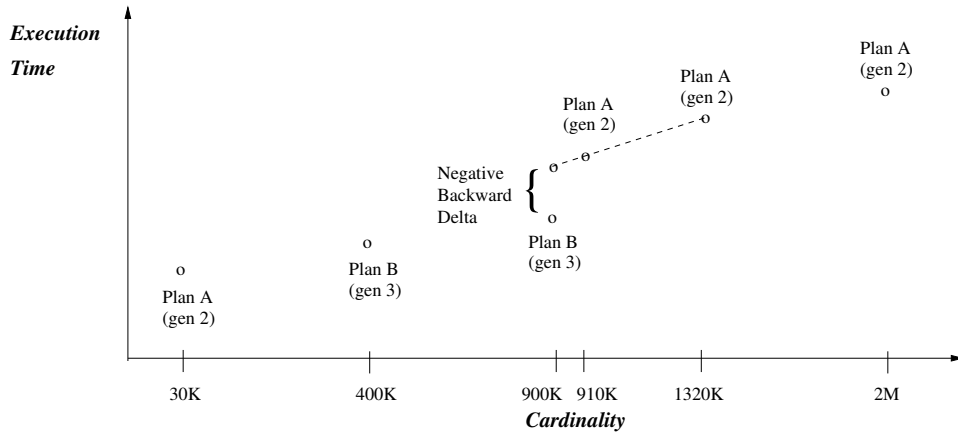 Execution
Time
Plan A
(gen 2)
Plan A
(gen 2)
Plan A
(gen 2)
Negative
Backward
Delta
{
o
o
o
o
o
o
o
Plan B
(gen 3)
Plan B
(gen 3)
Plan A
(gen 2)
30K
400K
900K
910K
1320K
2M
Cardinality